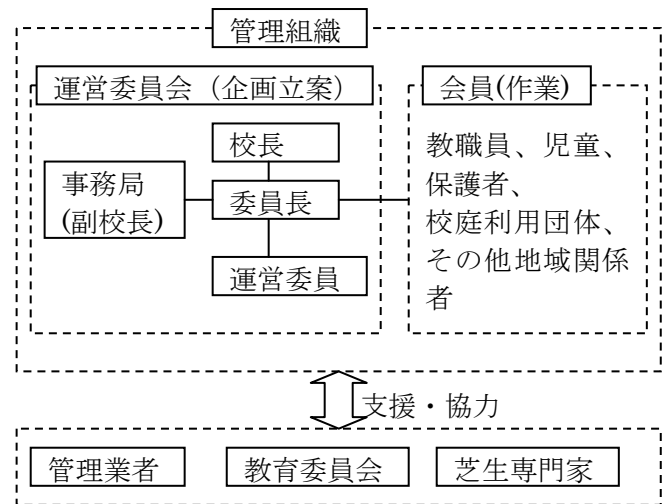 管理組織
運営委員会（企画立案）
会員(作業)
校長
事務局
(副校長)
委員長
運営委員
教職員、児童、
保護者、
校庭利用団体、
その他地域関係
者
支援・協力
管理業者
教育委員会
芝生専門家